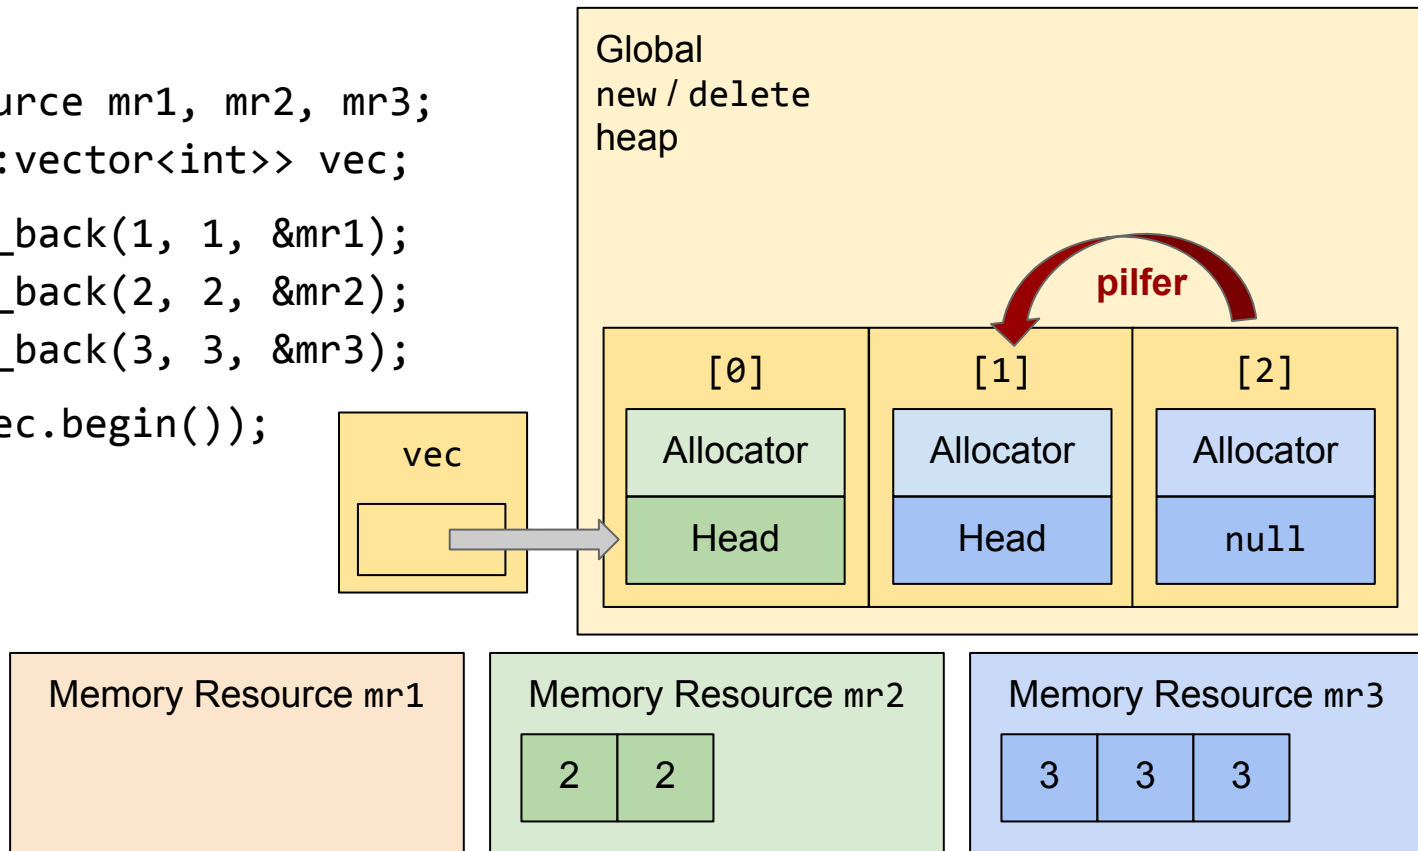 urce mr1, mr2, mr3;
:vector<int>> vec;
_back(1, 1, &mr1);
_back(2, 2, &mr2);
_back(3, 3, &mr3);
ec.begin());
Global
new / delete
heap
pilfer
[0] [1] [2]
vec
Allocator Allocator Allocator
Head Head null
Memory Resource mr1 Memory Resource mr2 Memory Resource mr3
2 2 3 3 3